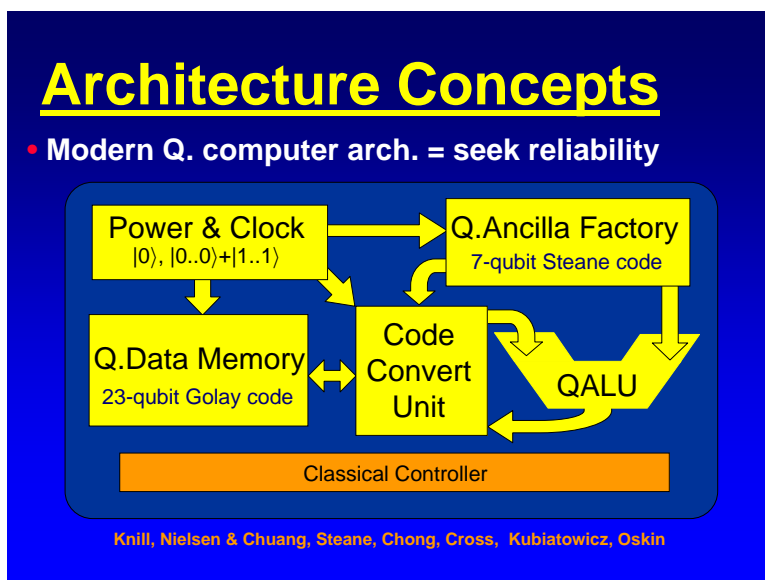 Architecture Concepts
• Modern Q. computer arch. = seek reliability
Power & Clock
|0⟩, |0..0⟩+|1..1⟩
Q.Ancilla Factory
7-qubit Steane code
Q.Data Memory
23-qubit Golay code
Code
Convert
Unit
QALU
Classical Controller
Knill, Nielsen & Chuang, Steane, Chong, Cross, Kubiatowicz, Oskin